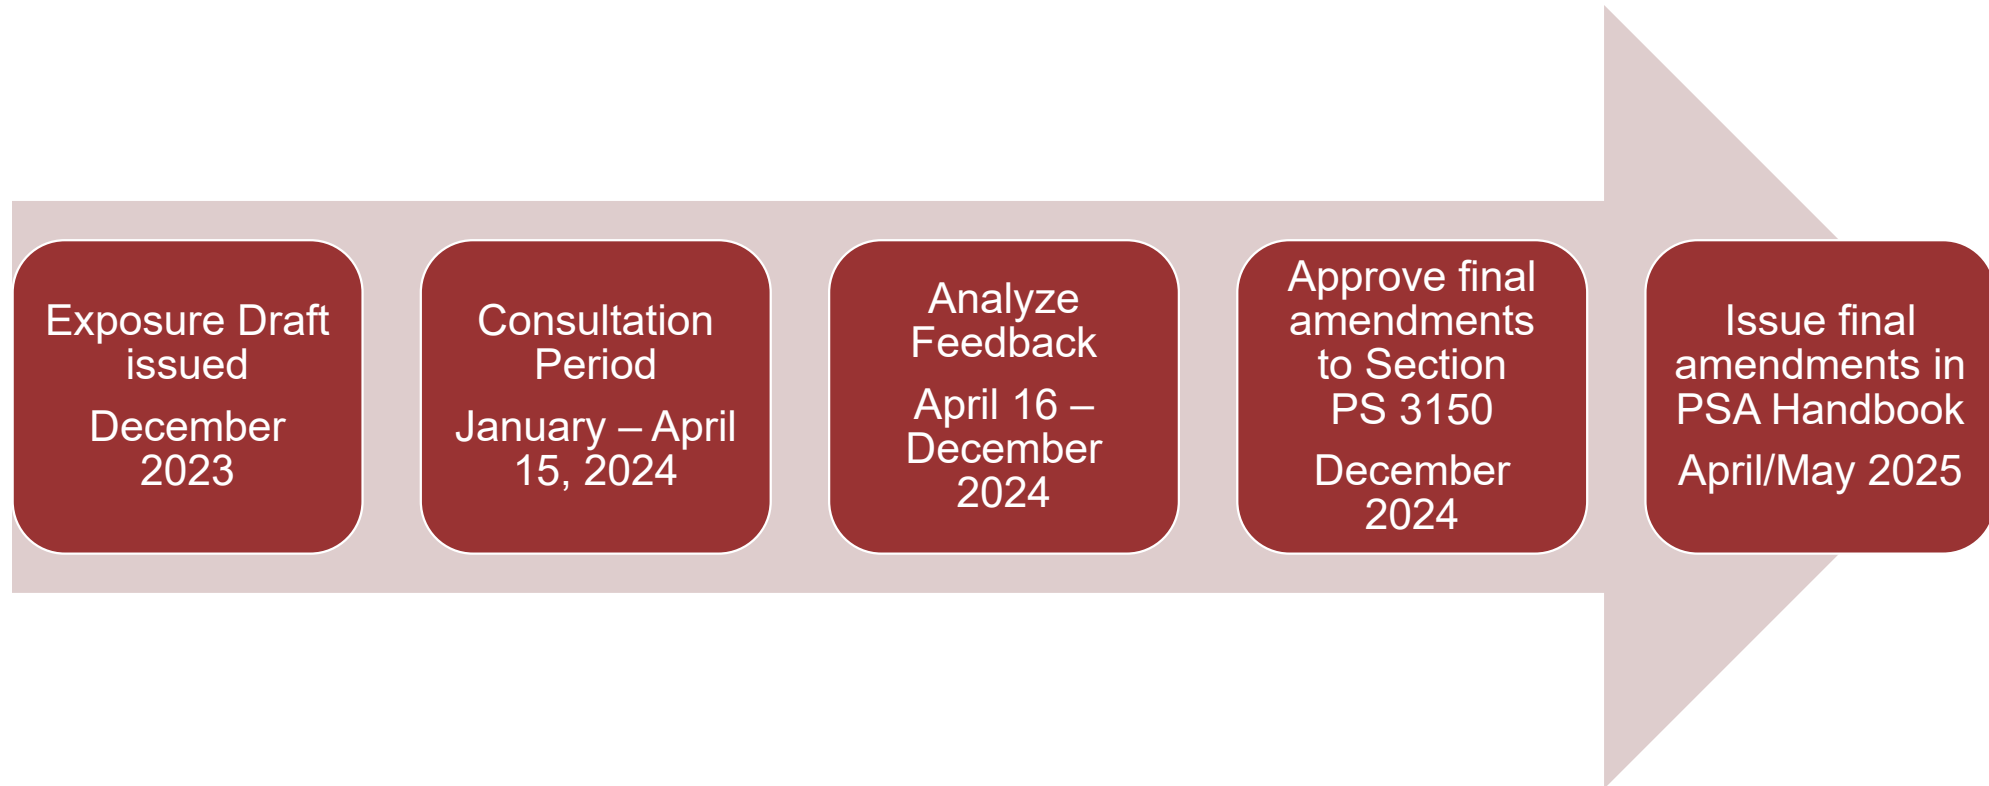 Exposure Draft
issued
December
2023
Consultation
Period
January – April
15, 2024
Analyze
Feedback
April 16 –
December
2024
Approve final
amendments
to Section
PS 3150
December
2024
Issue final
amendments in
PSA Handbook
April/May 2025